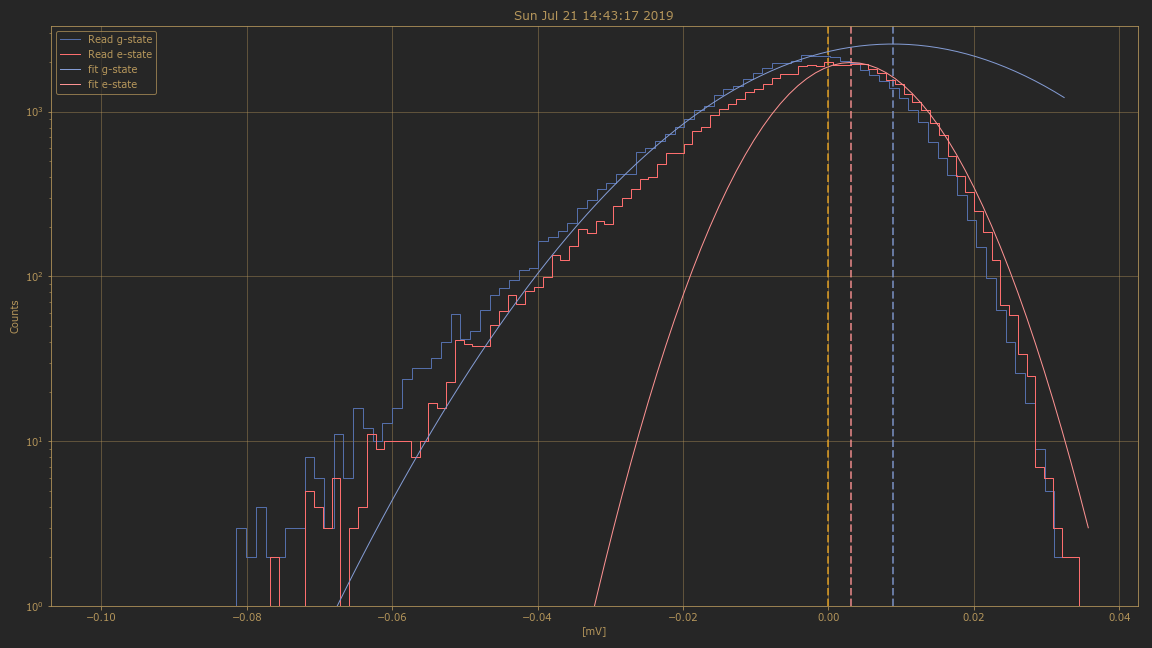 Sun Jul 21 14:43:17 2019
Read g-state
Read e-state
fit g-state
fit e-state
10³
10²
10¹
10⁰
Counts
−0.10 −0.08 −0.06 −0.04 −0.02 0.00 0.02 0.04
[mV]